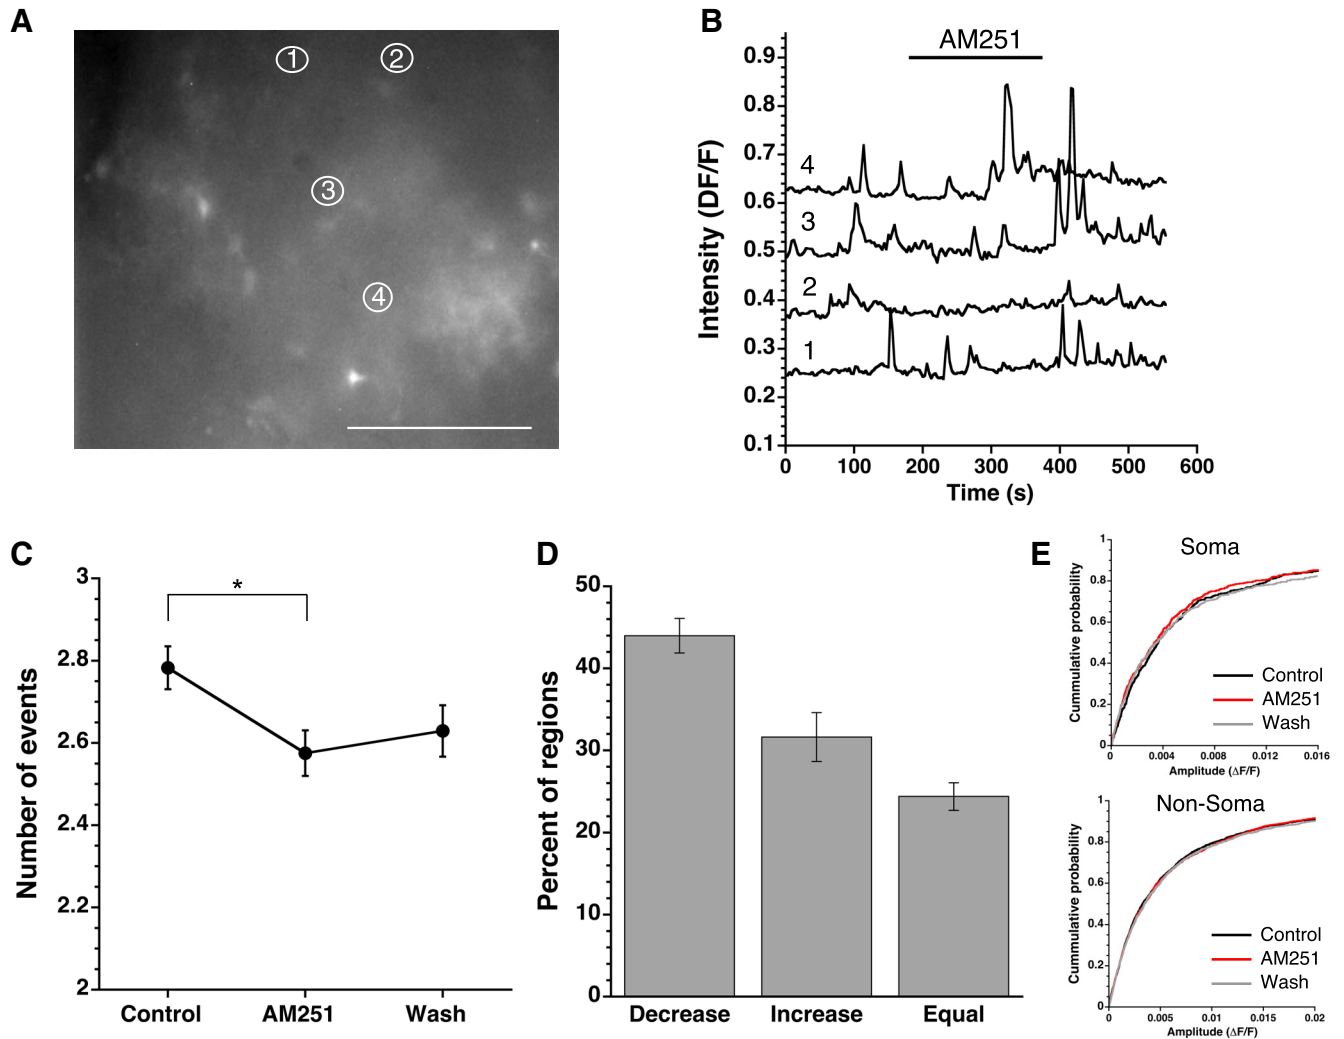 A
1
2
3
4
B
AM251
0.9
0.8
0.7
0.6
0.5
0.4
0.3
0.2
0.1
4
3
2
1
Intensity (DF/F)
0 100 200 300 400 500 600
Time (s)
C
*
3
2.8
2.6
2.4
2.2
2
Number of events
Control AM251 Wash
D
50
40
30
20
10
0
Percent of regions
Decrease Increase Equal
E
Soma
1
0.8
0.6
0.4
0.2
0
Cummulative probability
Control
AM251
Wash
0 0.004 0.008 0.012 0.016
Amplitude (ΔF/F)
Non-Soma
1
0.8
0.6
0.4
0.2
0
Cummulative probability
Control
AM251
Wash
0 0.005 0.01 0.015 0.02
Amplitude (ΔF/F)